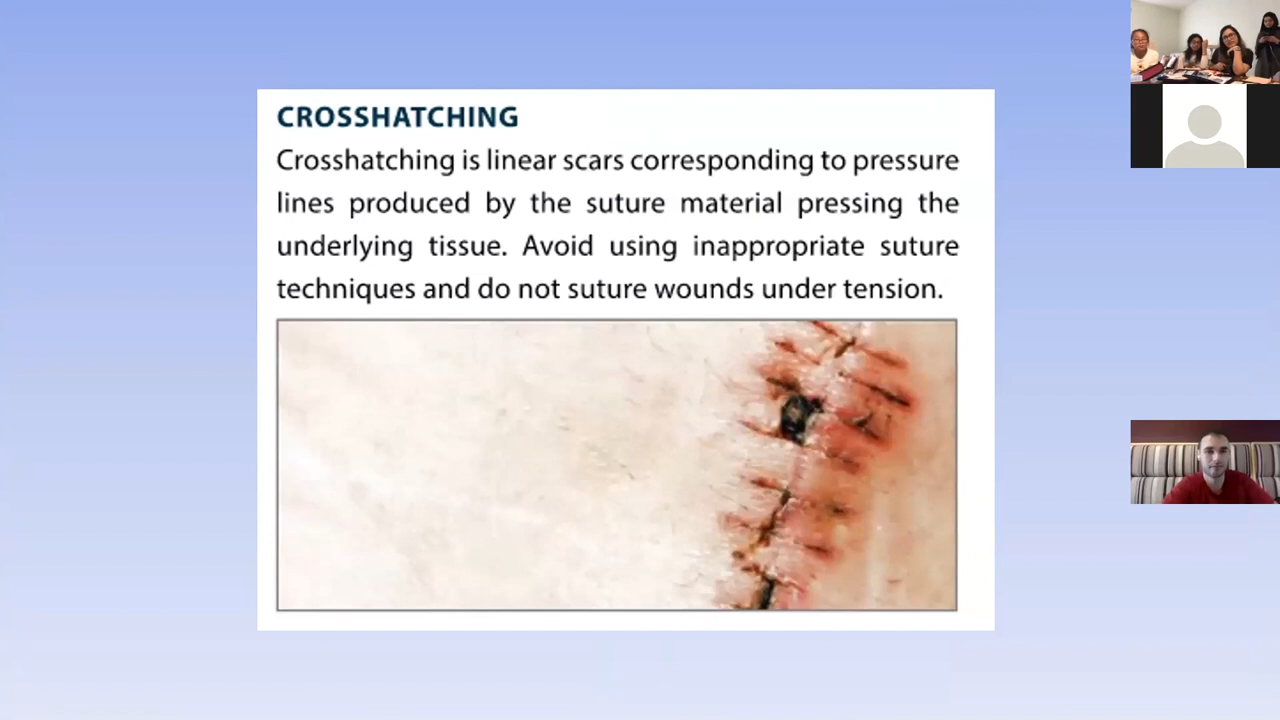 CROSSHATCHING
Crosshatching is linear scars corresponding to pressure
lines produced by the suture material pressing the
underlying tissue. Avoid using inappropriate suture
techniques and do not suture wounds under tension.